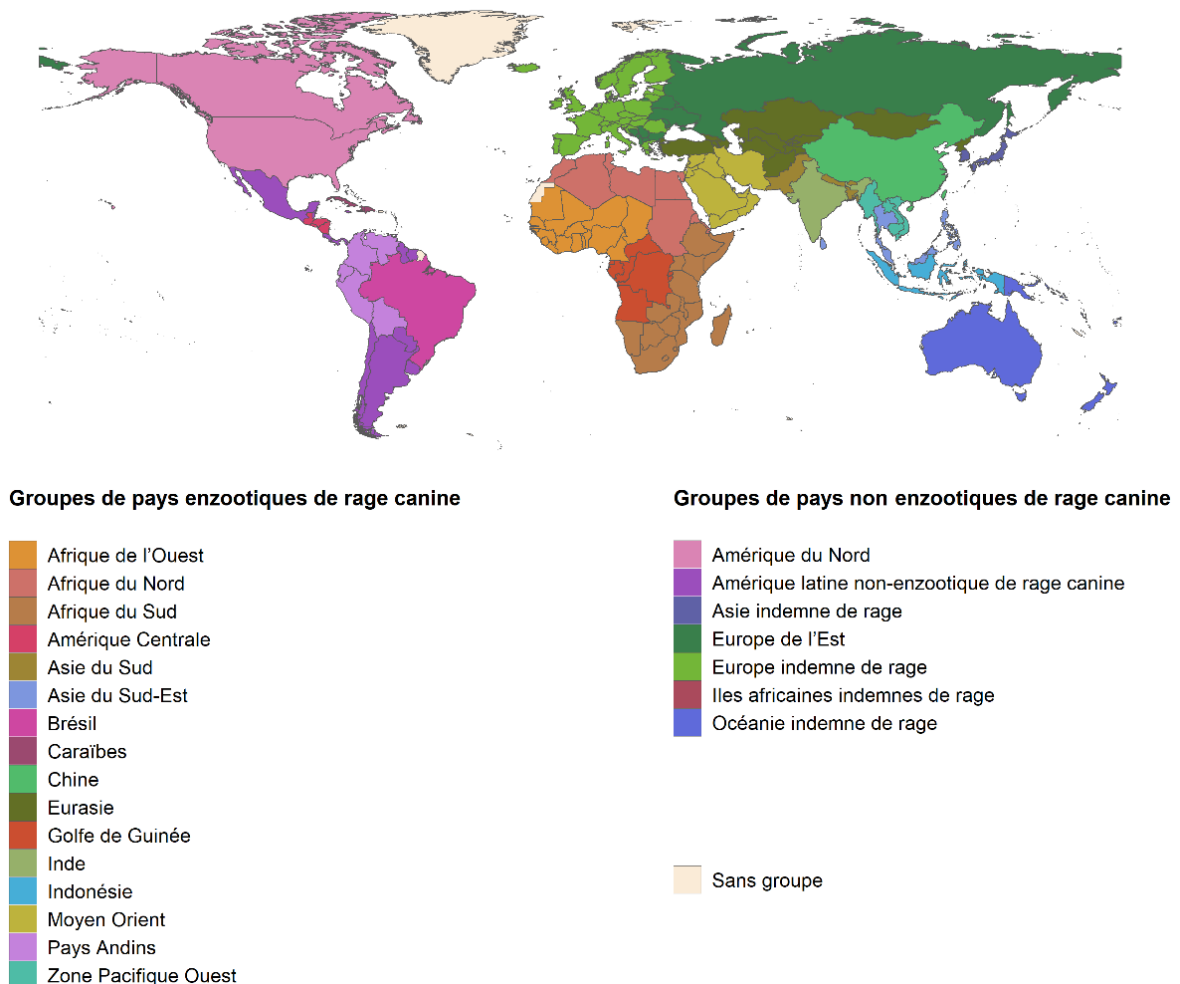 Groupes de pays enzootiques de rage canine
Afrique de l'Ouest
Afrique du Nord
Afrique du Sud
Amérique Centrale
Asie du Sud
Asie du Sud-Est
Brésil
Caraïbes
Chine
Eurasie
Golfe de Guinée
Inde
Indonésie
Moyen Orient
Pays Andins
Zone Pacifique Ouest
Groupes de pays non enzootiques de rage canine
Amérique du Nord
Amérique latine non-enzootique de rage canine
Asie indemne de rage
Europe de l'Est
Europe indemne de rage
Iles africaines indemnes de rage
Océanie indemne de rage
Sans groupe